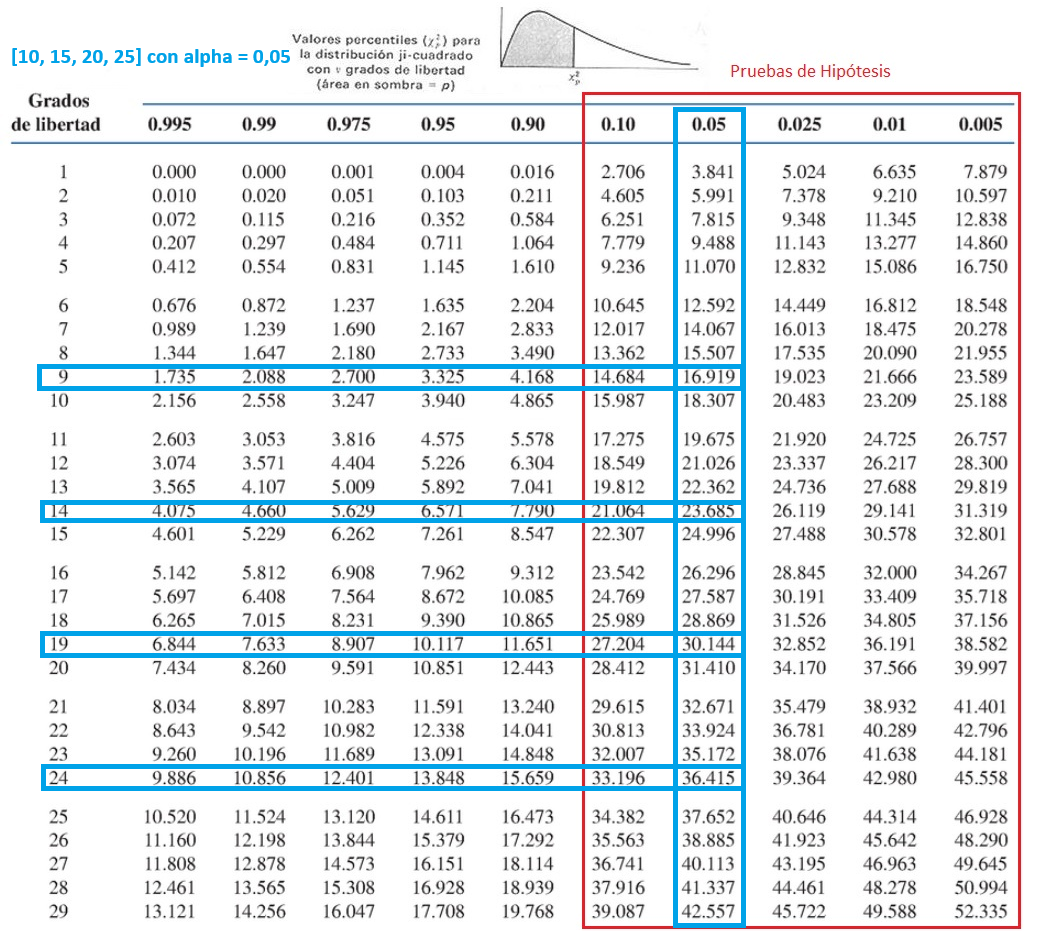 [10, 15, 20, 25] con alpha = 0,05
Valores percentiles (χ²ₚ) para
la distribución ji-cuadrado
con ν grados de libertad
(área en sombra = p)
χ²ₚ
Pruebas de Hipótesis
Grados
de libertad 0.995 0.99 0.975 0.95 0.90 0.10 0.05 0.025 0.01 0.005
1 0.000 0.000 0.001 0.004 0.016 2.706 3.841 5.024 6.635 7.879
2 0.010 0.020 0.051 0.103 0.211 4.605 5.991 7.378 9.210 10.597
3 0.072 0.115 0.216 0.352 0.584 6.251 7.815 9.348 11.345 12.838
4 0.207 0.297 0.484 0.711 1.064 7.779 9.488 11.143 13.277 14.860
5 0.412 0.554 0.831 1.145 1.610 9.236 11.070 12.832 15.086 16.750
6 0.676 0.872 1.237 1.635 2.204 10.645 12.592 14.449 16.812 18.548
7 0.989 1.239 1.690 2.167 2.833 12.017 14.067 16.013 18.475 20.278
8 1.344 1.647 2.180 2.733 3.490 13.362 15.507 17.535 20.090 21.955
9 1.735 2.088 2.700 3.325 4.168 14.684 16.919 19.023 21.666 23.589
10 2.156 2.558 3.247 3.940 4.865 15.987 18.307 20.483 23.209 25.188
11 2.603 3.053 3.816 4.575 5.578 17.275 19.675 21.920 24.725 26.757
12 3.074 3.571 4.404 5.226 6.304 18.549 21.026 23.337 26.217 28.300
13 3.565 4.107 5.009 5.892 7.041 19.812 22.362 24.736 27.688 29.819
14 4.075 4.660 5.629 6.571 7.790 21.064 23.685 26.119 29.141 31.319
15 4.601 5.229 6.262 7.261 8.547 22.307 24.996 27.488 30.578 32.801
16 5.142 5.812 6.908 7.962 9.312 23.542 26.296 28.845 32.000 34.267
17 5.697 6.408 7.564 8.672 10.085 24.769 27.587 30.191 33.409 35.718
18 6.265 7.015 8.231 9.390 10.865 25.989 28.869 31.526 34.805 37.156
19 6.844 7.633 8.907 10.117 11.651 27.204 30.144 32.852 36.191 38.582
20 7.434 8.260 9.591 10.851 12.443 28.412 31.410 34.170 37.566 39.997
21 8.034 8.897 10.283 11.591 13.240 29.615 32.671 35.479 38.932 41.401
22 8.643 9.542 10.982 12.338 14.041 30.813 33.924 36.781 40.289 42.796
23 9.260 10.196 11.689 13.091 14.848 32.007 35.172 38.076 41.638 44.181
24 9.886 10.856 12.401 13.848 15.659 33.196 36.415 39.364 42.980 45.558
25 10.520 11.524 13.120 14.611 16.473 34.382 37.652 40.646 44.314 46.928
26 11.160 12.198 13.844 15.379 17.292 35.563 38.885 41.923 45.642 48.290
27 11.808 12.878 14.573 16.151 18.114 36.741 40.113 43.195 46.963 49.645
28 12.461 13.565 15.308 16.928 18.939 37.916 41.337 44.461 48.278 50.994
29 13.121 14.256 16.047 17.708 19.768 39.087 42.557 45.722 49.588 52.335